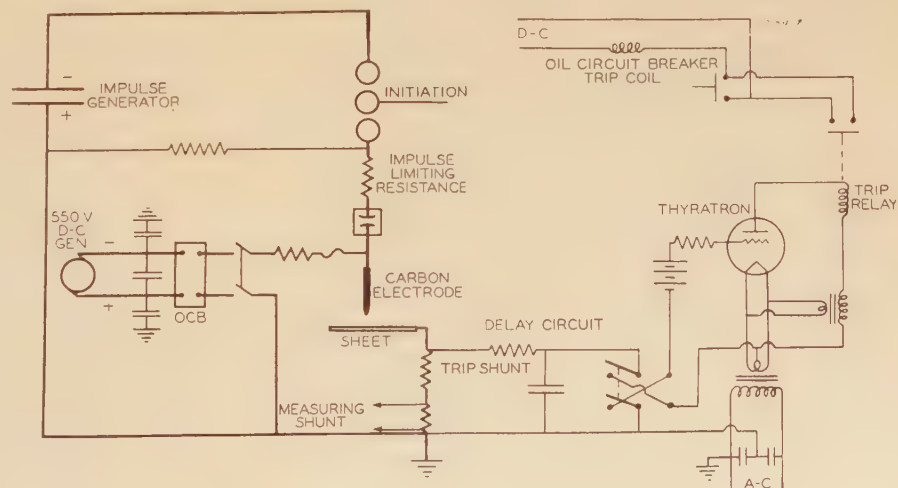 D-C
OIL CIRCUIT BREAKER
TRIP COIL
-
IMPULSE
GENERATOR
+
INITIATION
IMPULSE
LIMITING
RESISTANCE
TRIP
RELAY
THYRATRON
550 V
D-C
GEN
-
+
OCB
CARBON
ELECTRODE
SHEET
DELAY CIRCUIT
TRIP SHUNT
MEASURING
SHUNT
A-C